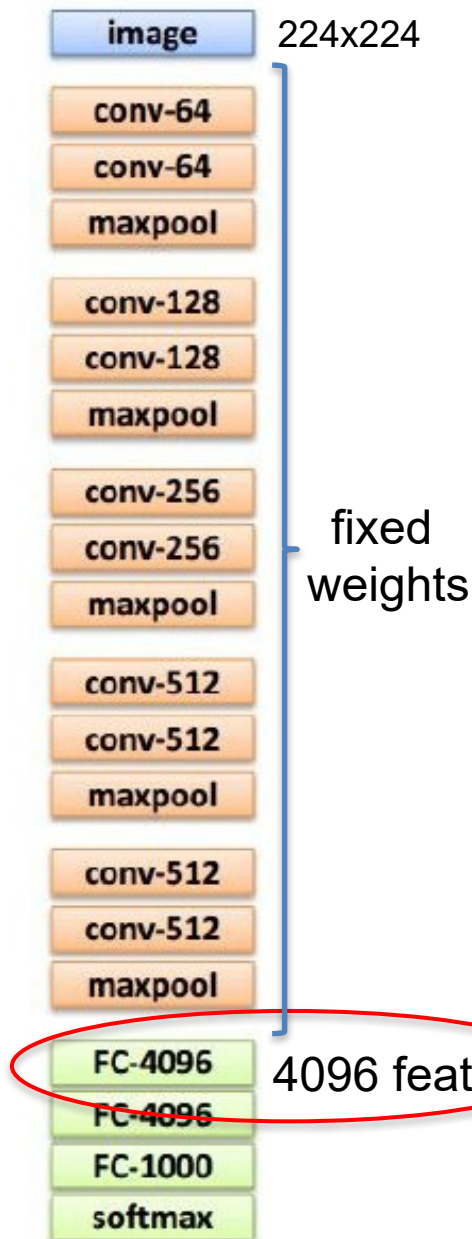 image 224x224
conv-64
conv-64
maxpool
conv-128
conv-128
maxpool
conv-256
conv-256
maxpool
fixed
weights
conv-512
conv-512
maxpool
conv-512
conv-512
maxpool
FC-4096 4096 feat
FC-4096
FC-1000
softmax